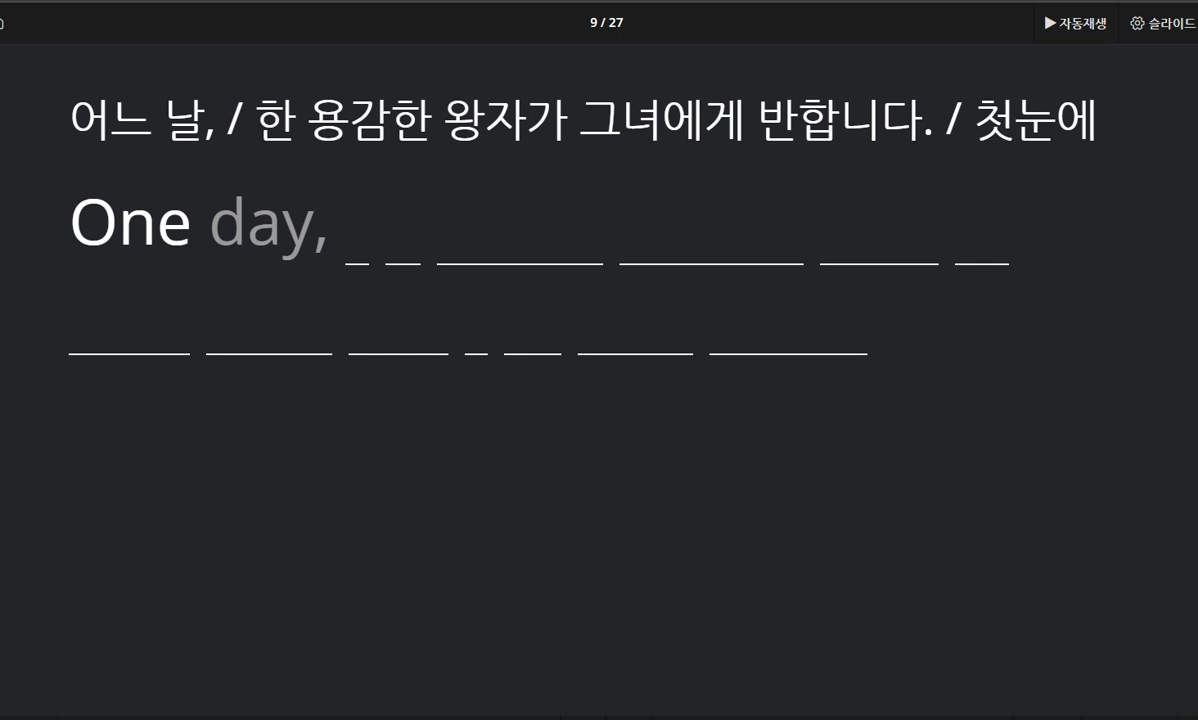 9 / 27
▶ 자동재생
슬라이드
어느 날, / 한 용감한 왕자가 그녀에게 반합니다. / 첫눈에
One day,